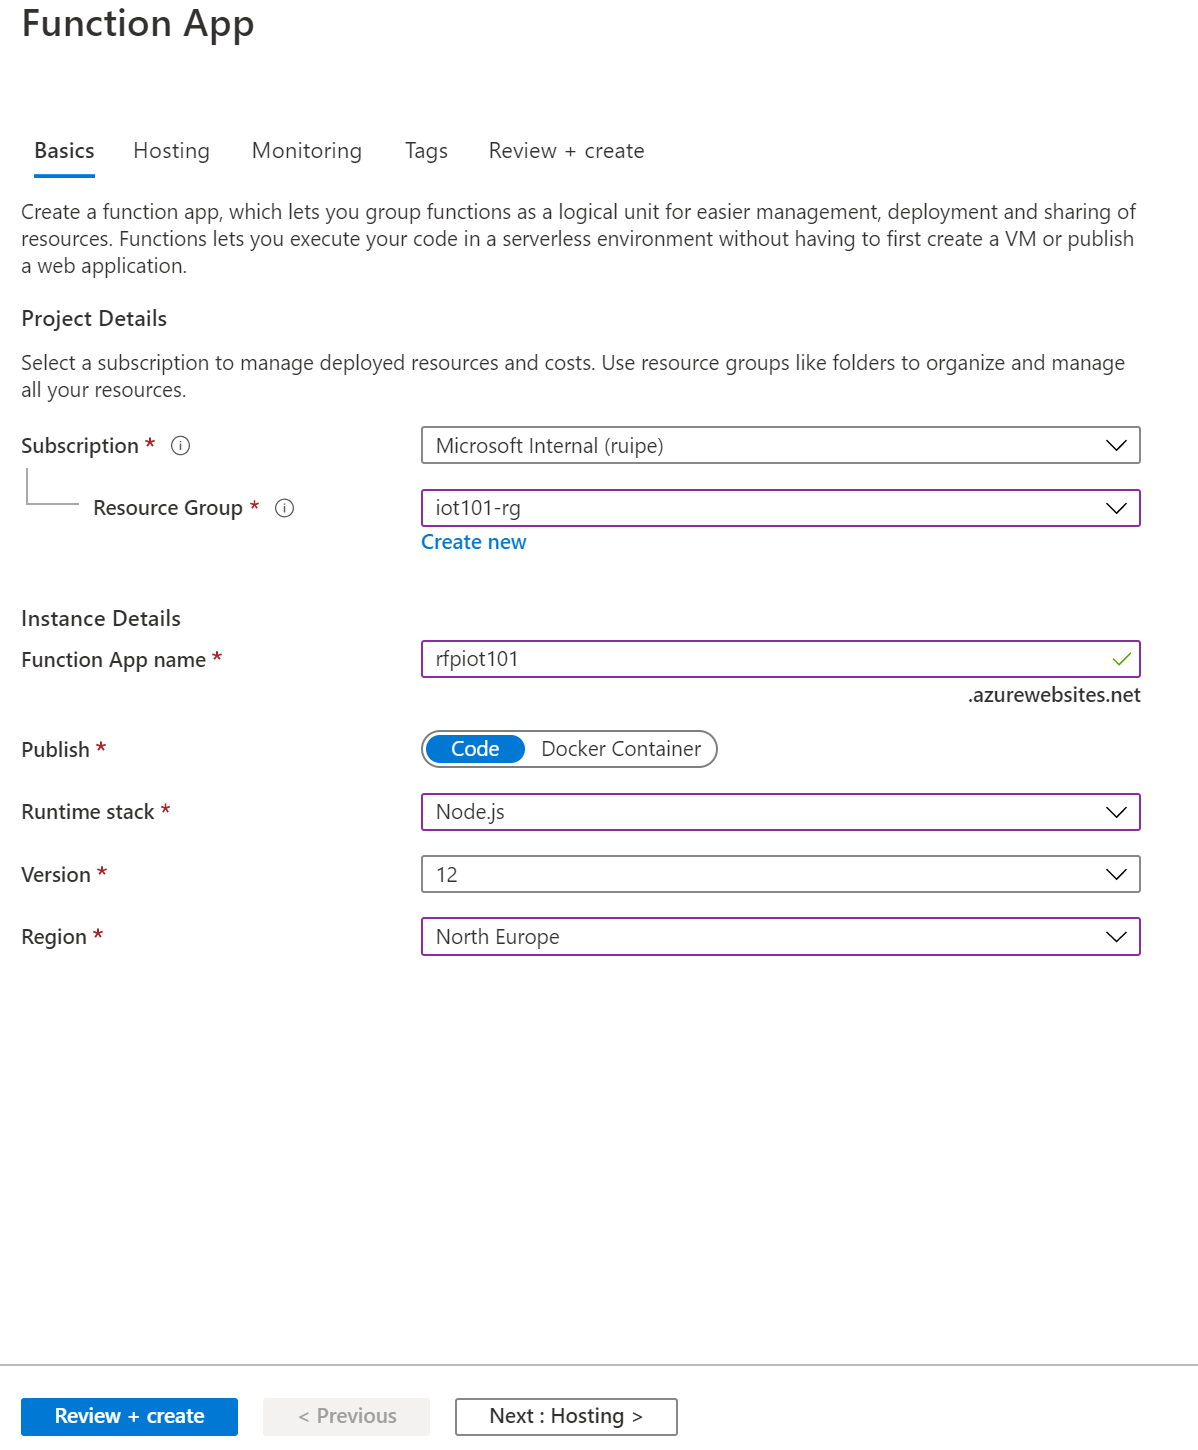 Function App
Basics Hosting Monitoring Tags Review + create
Create a function app, which lets you group functions as a logical unit for easier management, deployment and sharing of
resources. Functions lets you execute your code in a serverless environment without having to first create a VM or publish
a web application.
Project Details
Select a subscription to manage deployed resources and costs. Use resource groups like folders to organize and manage
all your resources.
Subscription * Microsoft Internal (ruipe)
Resource Group * iot101-rg
Create new
Instance Details
Function App name * rfpiot101
.azurewebsites.net
Publish * Code Docker Container
Runtime stack * Node.js
Version * 12
Region * North Europe
Review + create < Previous Next : Hosting >